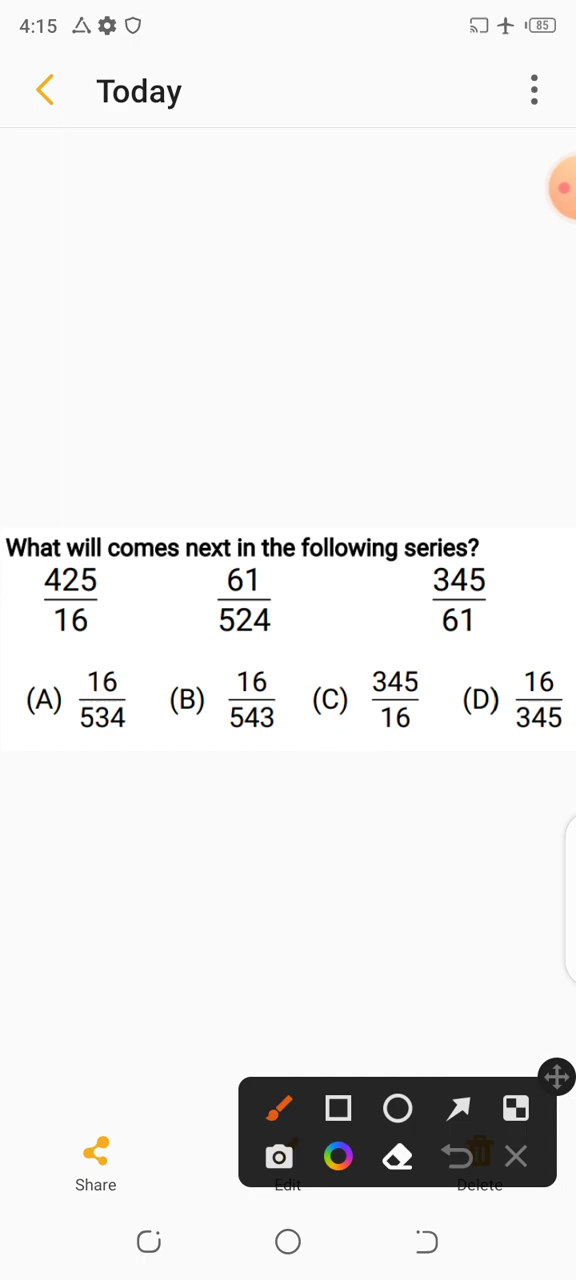 4:15
85
Today
What will comes next in the following series?
425 61 345
16 524 61
(A) 16 (B) 16 (C) 345 (D) 16
534 543 16 345
Share Edit Delete